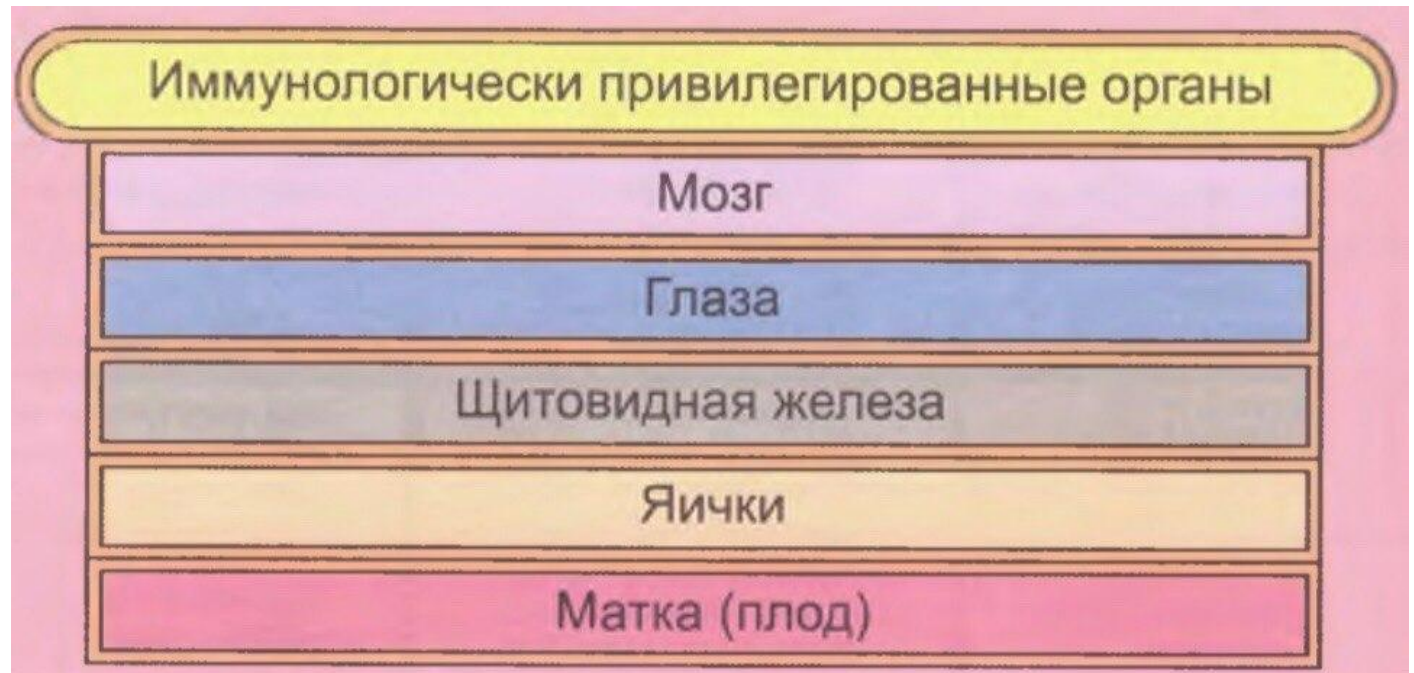 Иммунологически привилегированные органы
Мозг
Глаза
Щитовидная железа
Яички
Матка (плод)